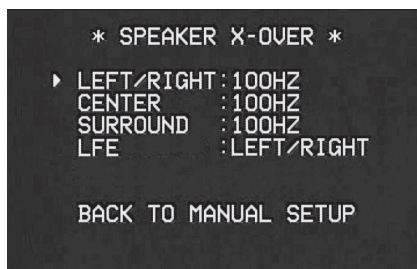 * SPEAKER X-OVER *
LEFT/RIGHT:100HZ
CENTER :100HZ
SURROUND :100HZ
LFE :LEFT/RIGHT
BACK TO MANUAL SETUP